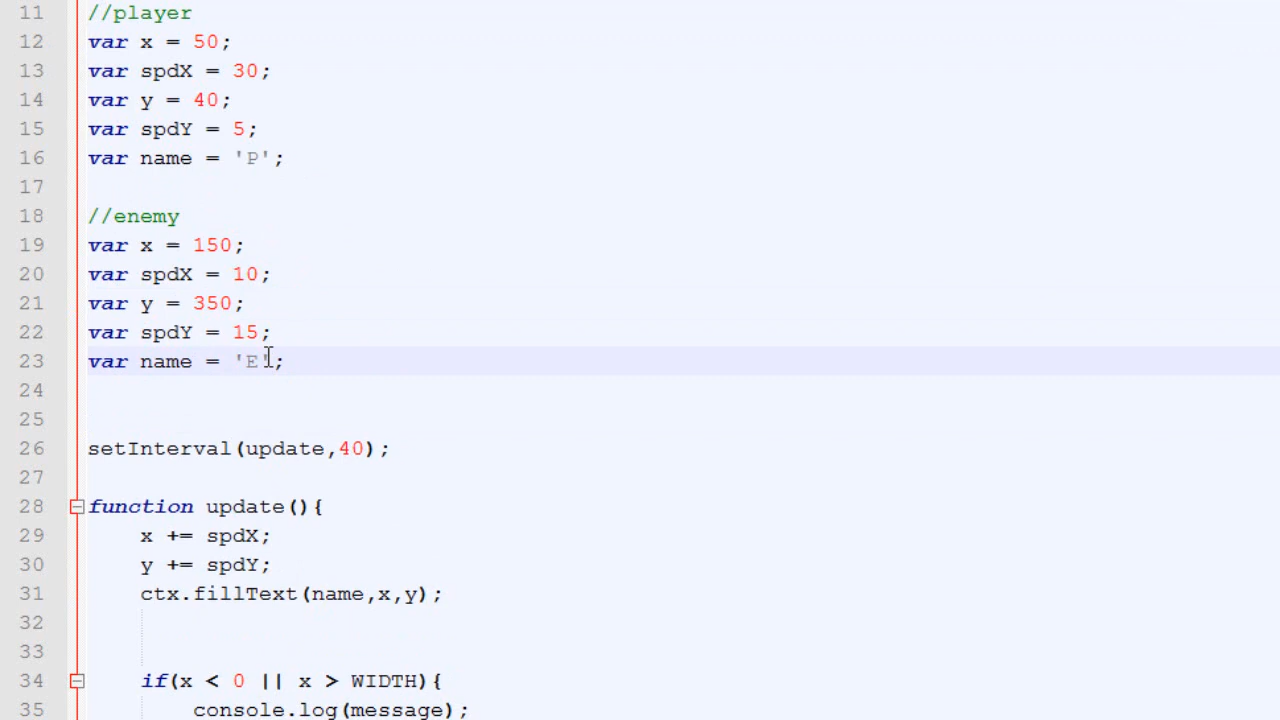 11 //player
12 var x = 50;
13 var spdX = 30;
14 var y = 40;
15 var spdY = 5;
16 var name = 'P';
17
18 //enemy
19 var x = 150;
20 var spdX = 10;
21 var y = 350;
22 var spdY = 15;
23 var name = 'E';
24
25
26 setInterval(update,40);
27
28 function update(){
29 x += spdX;
30 y += spdY;
31 ctx.fillText(name,x,y);
32
33
34 if(x < 0 || x > WIDTH){
35 console.log(message);